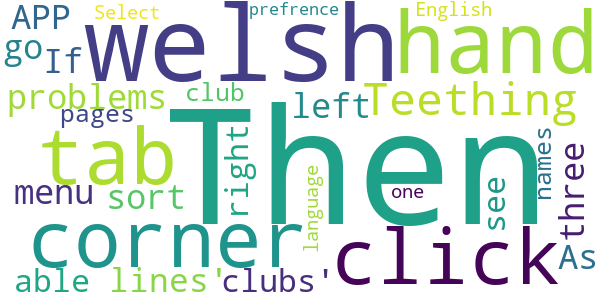 APP Select welsh prefrence English hand
go If
problems club left Teething
pages
tab Then right names
menu sort language one see three
corner click As
able lines' clubs'